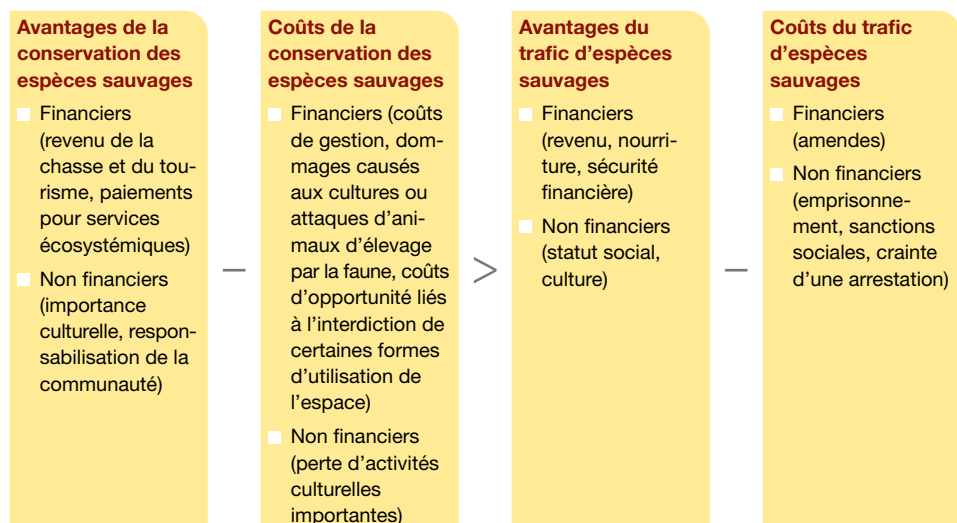 Avantages de la
conservation des
espèces sauvages
Financiers
(revenu de la
chasse et du tou-
risme, paiements
pour services
écosystémiques)
Non financiers
(importance
culturelle, respon-
sabilisation de la
communauté)
–
Coûts de la
conservation des
espèces sauvages
Financiers (coûts
de gestion, dom-
mages causés
aux cultures ou
attaques d’ani-
maux d’élevage
par la faune, coûts
d’opportunité liés
à l’interdiction de
certaines formes
d’utilisation de
l’espace)
Non financiers
(perte d’activités
culturelles
importantes)
>
Avantages du
trafic d’espèces
sauvages
Financiers
(revenu, nourri-
ture, sécurité
financière)
Non financiers
(statut social,
culture)
–
Coûts du trafic
d’espèces
sauvages
Financiers
(amendes)
Non financiers
(emprisonne-
ment, sanctions
sociales, crainte
d’une arrestation)